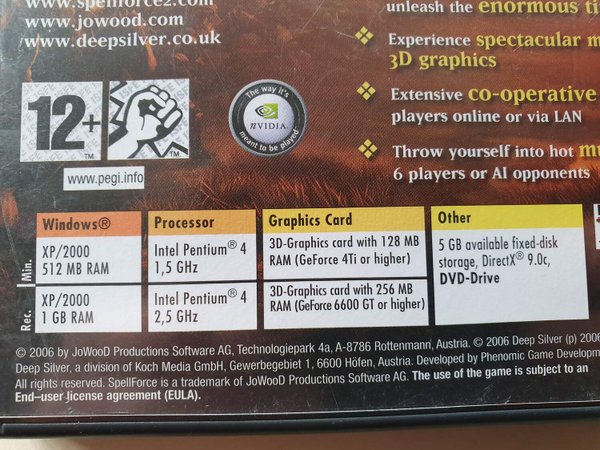 www.spellforce2.com
www.jowood.com
www.deepsilver.co.uk
unleash the enormous
Experience spectacular
3D graphics
Extensive co-operative
players online or via LAN
Throw yourself into hot
6 players or AI opponents
12+
™
™
www.pegi.info
The way it's
nVIDIA
meant to be played
Windows® Processor Graphics Card Other
Min.
XP/2000
512 MB RAM
Intel Pentium® 4
1,5 GHz
3D-Graphics card with 128 MB
RAM (GeForce 4Ti or higher)
5 GB available fixed-disk
storage, DirectX® 9.0c,
DVD-Drive
Rec.
XP/2000
1 GB RAM
Intel Pentium® 4
2,5 GHz
3D-Graphics card with 256 MB
RAM (GeForce 6600 GT or higher)
© 2006 by JoWooD Productions Software AG, Technologiepark 4a, A-8786 Rottenmann, Austria. © 2006 Deep Silver (p) 2006
Deep Silver, a division of Koch Media GmbH, Gewerbegebiet 1, 6600 Höfen, Austria. Developed by Phenomic Game Developm
All rights reserved. SpellForce is a trademark of JoWooD Productions Software AG. The use of the game is subject to an
End–user license agreement (EULA).